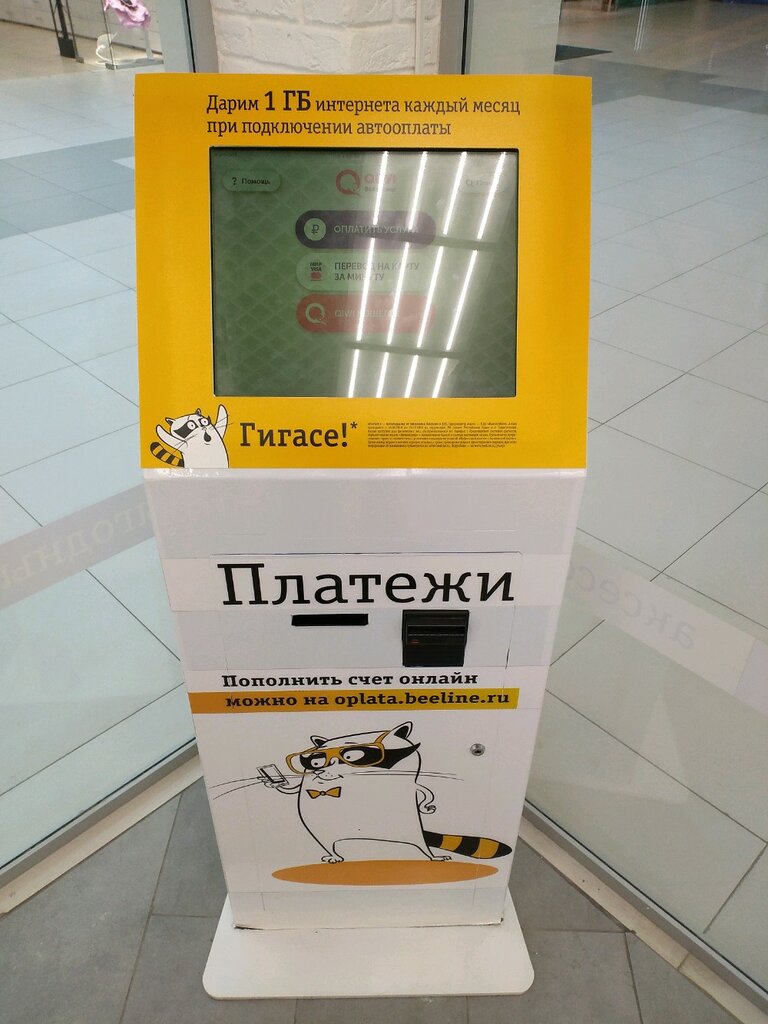 Дарим 1 ГБ интернета каждый месяц
при подключении автооплаты
? Помощь
QIWI
ОПЛАТИТЬ УСЛУГИ
ПЕРЕВОД НА КАРТУ
ЗА МИНУТУ
QIWI
Гигасе!*
Платежи
Пополнить счет онлайн
можно на oplata.beeline.ru